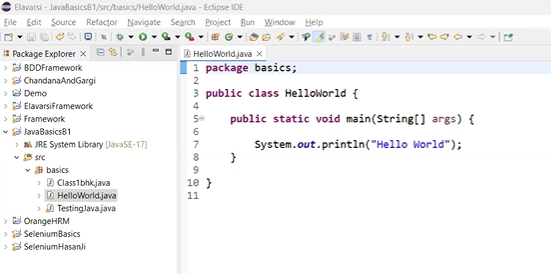 Elavarsi - JavaBasicsB1/src/basics/HelloWorld.java - Eclipse IDE
File Edit Source Refactor Navigate Search Project Run Window Help
Package Explorer
HelloWorld.java
BDDFramework
ChandanaAndGargi
Demo
ElavarsiFramework
Framework
JavaBasicsB1
JRE System Library [JavaSE-17]
src
basics
Class1bhk.java
HelloWorld.java
TestingJava.java
OrangeHRM
SeleniumBasics
SeleniumHasanJi
1 package basics;
2
3 public class HelloWorld {
4
5 public static void main(String[] args) {
6
7 System.out.println("Hello World");
8 }
9
10 }
11